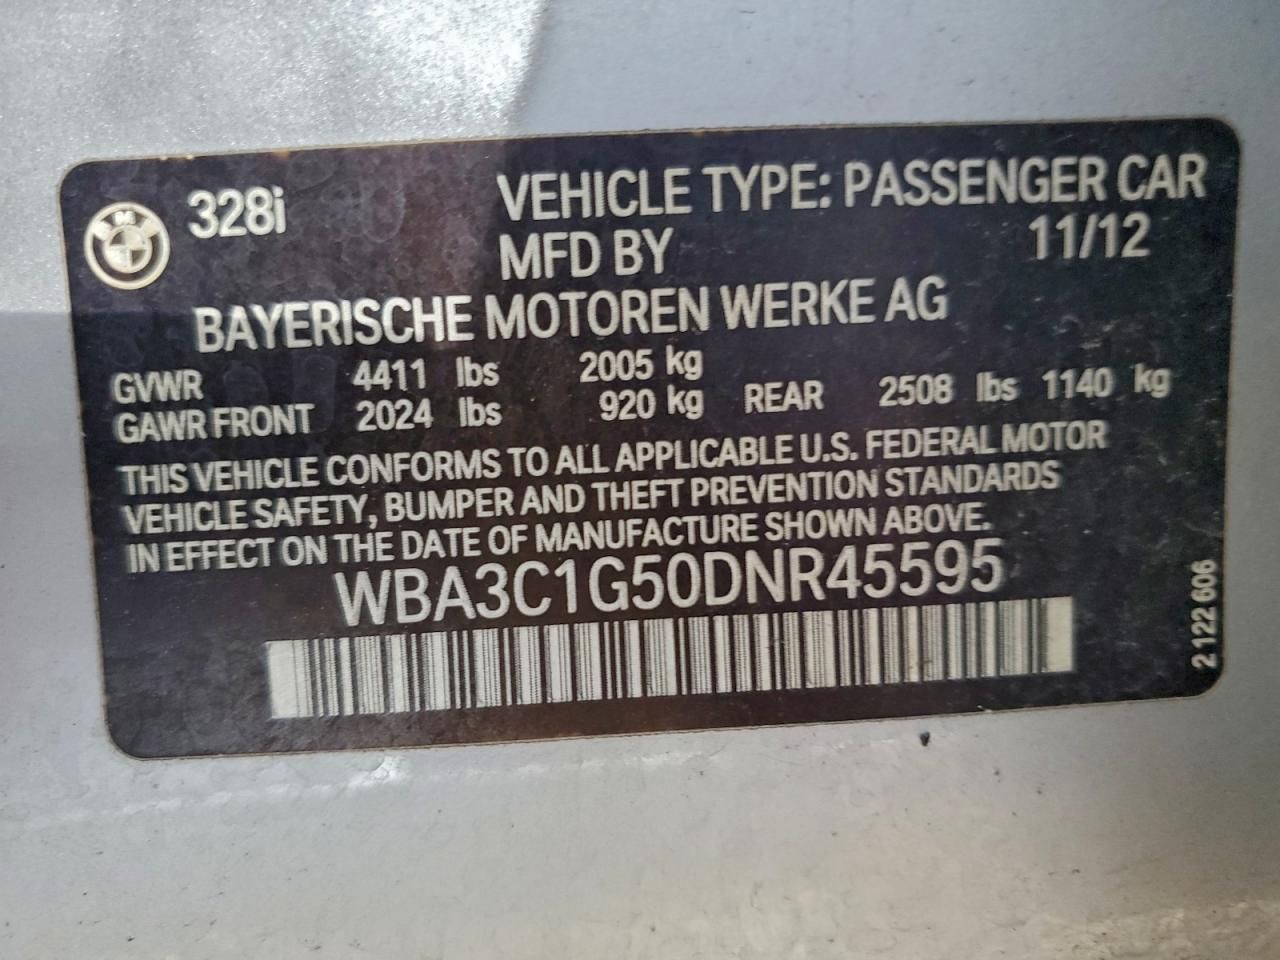 BMW 328i VEHICLE TYPE: PASSENGER CAR
MFD BY 11/12
BAYERISCHE MOTOREN WERKE AG
GVWR 4411 lbs 2005 kg
GAWR FRONT 2024 lbs 920 kg REAR 2508 lbs 1140 kg
THIS VEHICLE CONFORMS TO ALL APPLICABLE U.S. FEDERAL MOTOR
VEHICLE SAFETY, BUMPER AND THEFT PREVENTION STANDARDS
IN EFFECT ON THE DATE OF MANUFACTURE SHOWN ABOVE.
WBA3C1G50DNR45595
2 122 606